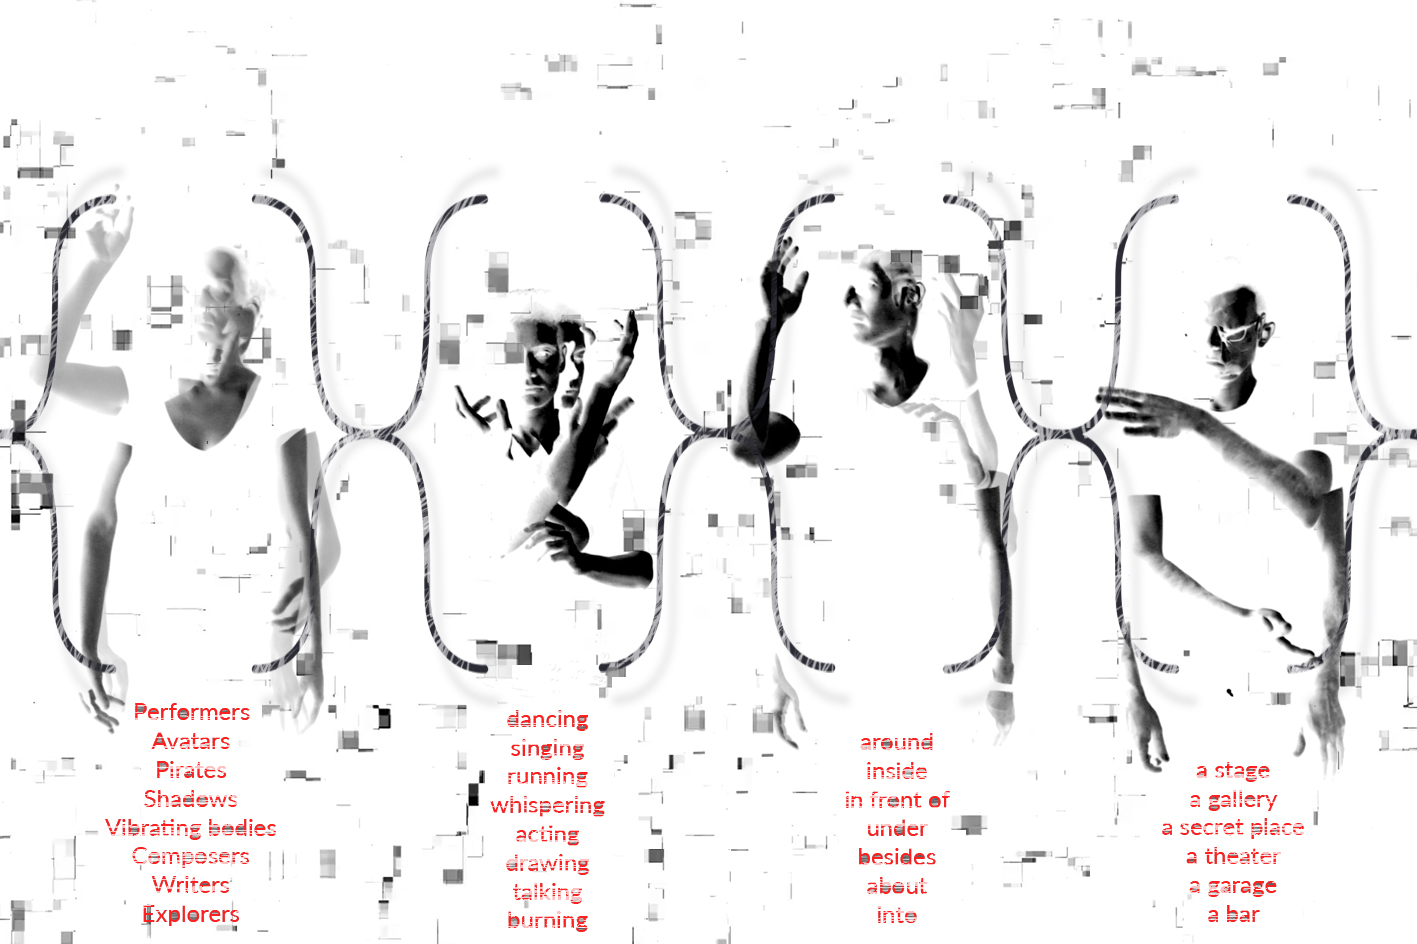 Performers
Avatars
Pirates
Shadows
Vibrating bodies
Composers
Writers
Explorers
dancing
singing
running
whispering
acting
drawing
talking
burning
around
inside
in front of
under
besides
about
into
a stage
a gallery
a secret place
a theater
a garage
a bar